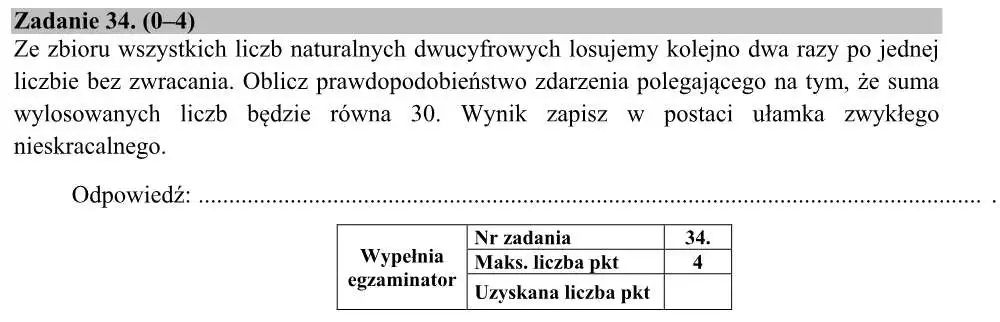 Zadanie 34. (0–4)
Ze zbioru wszystkich liczb naturalnych dwucyfrowych losujemy kolejno dwa razy po jednej
liczbie bez zwracania. Oblicz prawdopodobieństwo zdarzenia polegającego na tym, że suma
wylosowanych liczb będzie równa 30. Wynik zapisz w postaci ułamka zwykłego
nieskracalnego.
Odpowiedź: ................................................................................................................................ .
Wypełnia
egzaminator
Nr zadania 34.
Maks. liczba pkt 4
Uzyskana liczba pkt